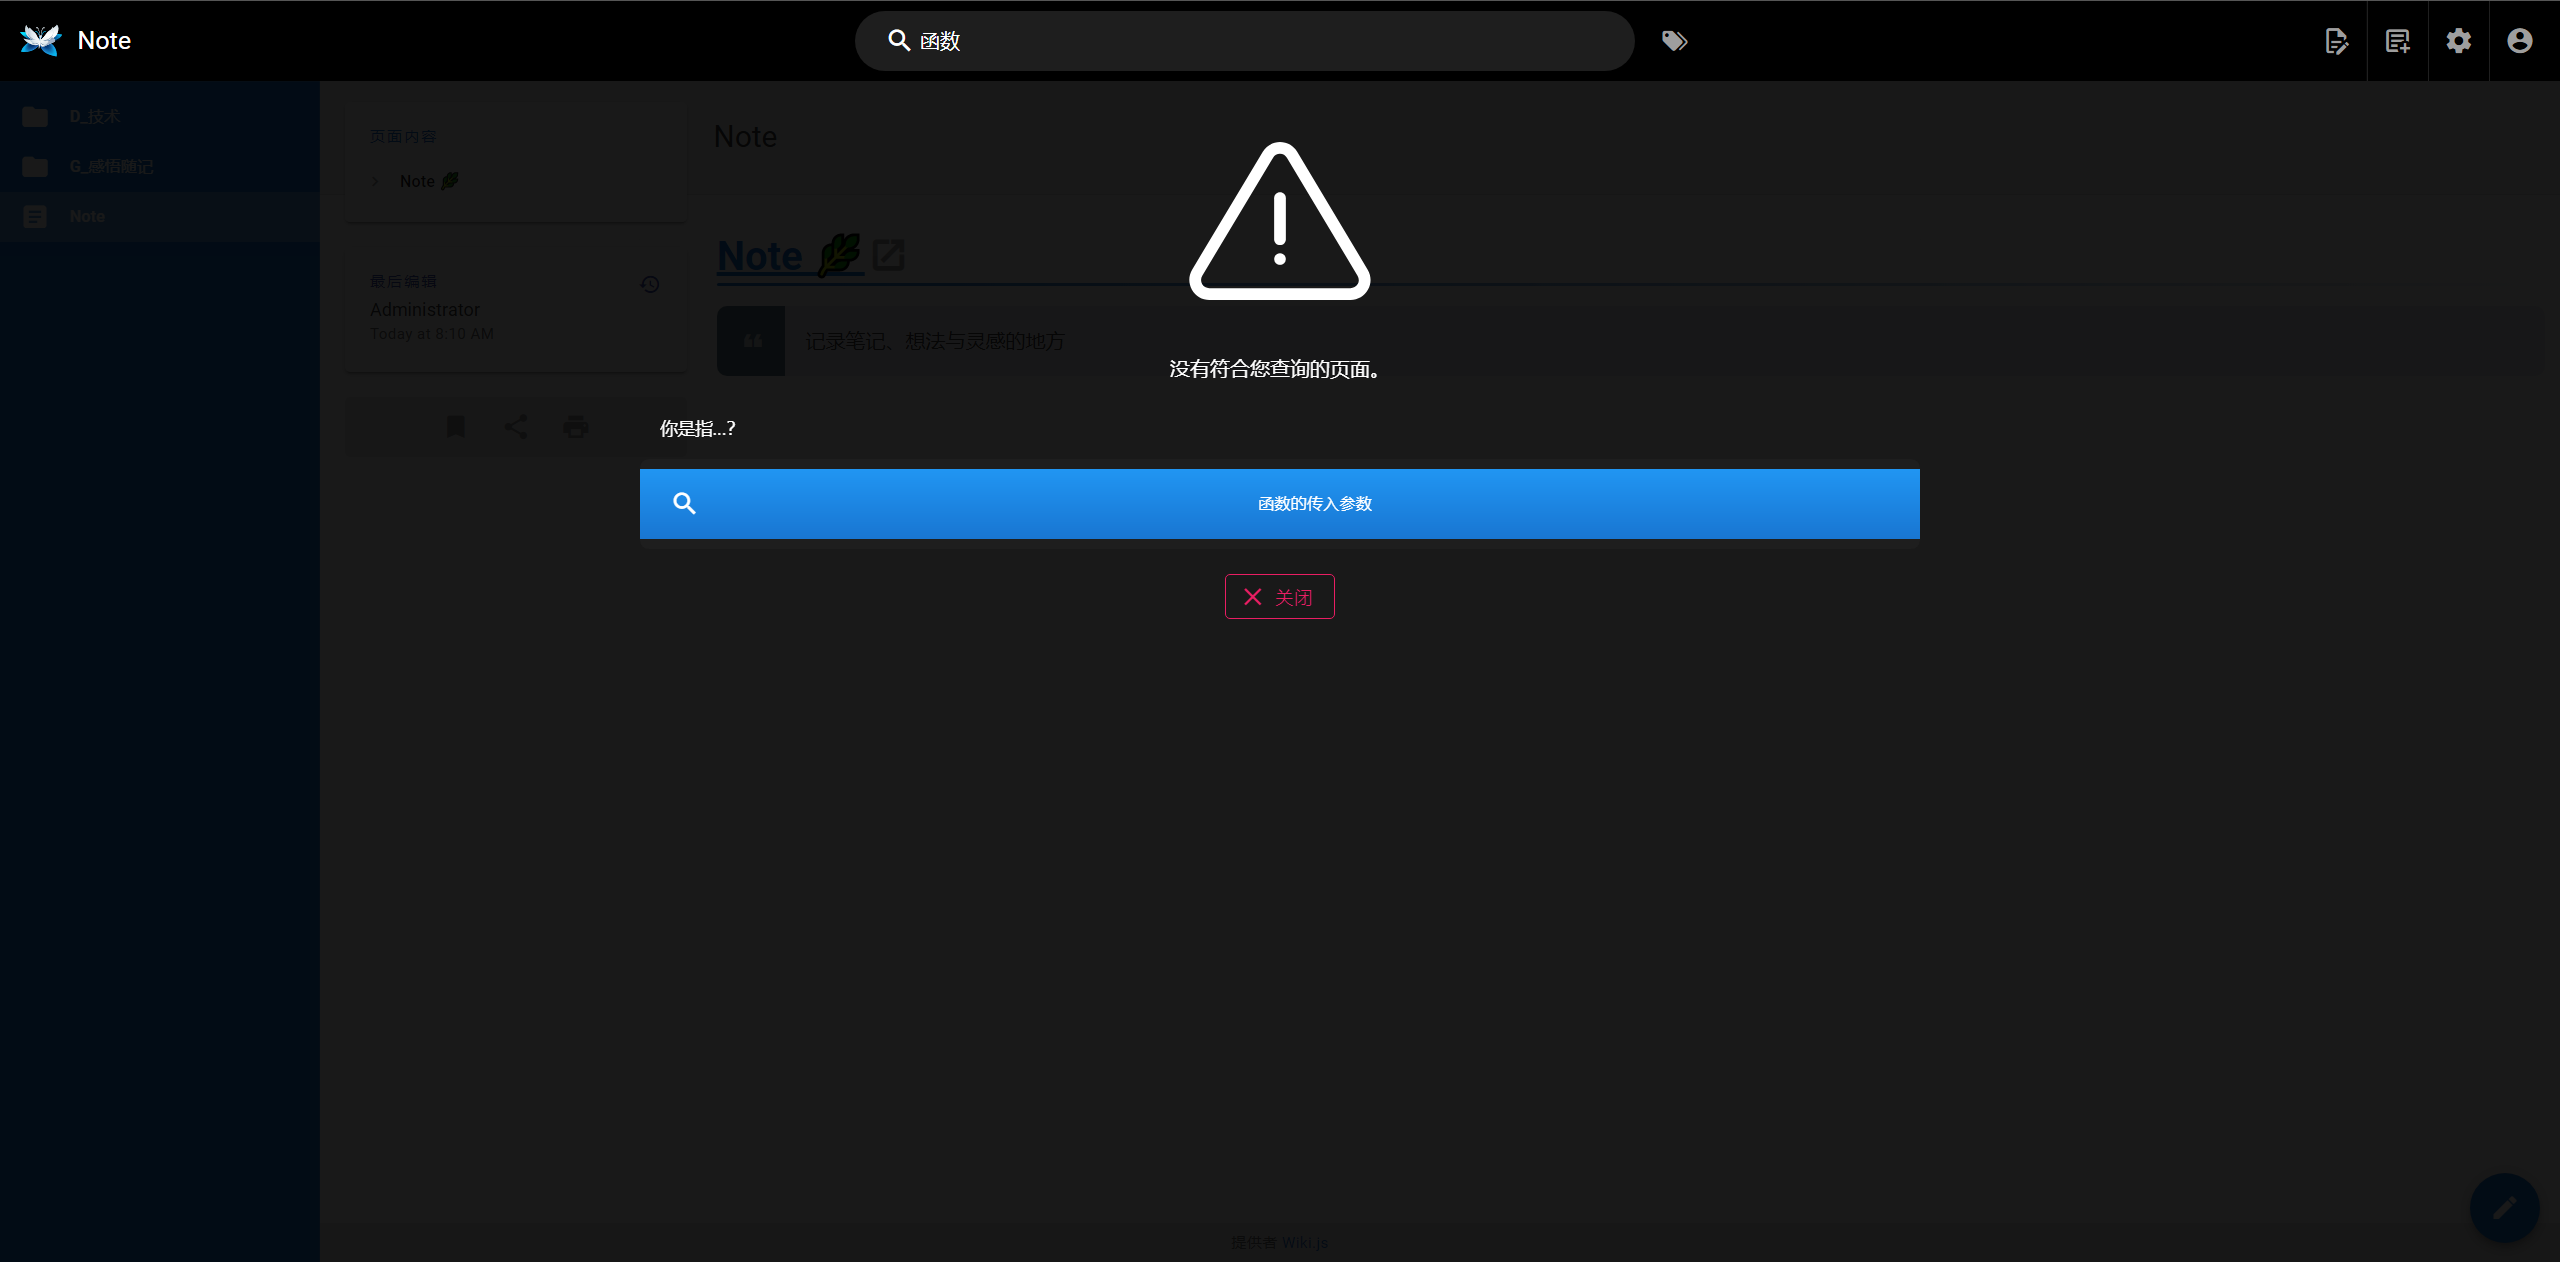 Note
函数
D_技术
G_感悟随记
Note
页面内容
Note
最后编辑
Administrator
Today at 8:10 AM
Note
Note
记录笔记、想法与灵感的地方
没有符合您查询的页面。
你是指...?
函数的传入参数
关闭
提供者 Wiki.js